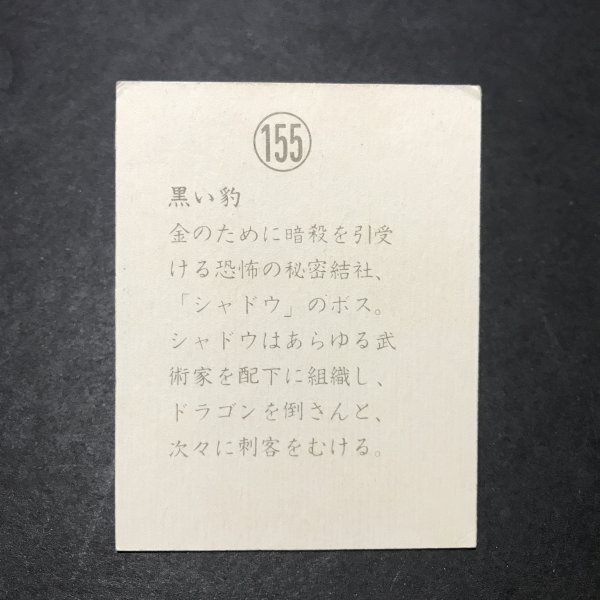 155
黒い豹
金のために暗殺を引受
ける恐怖の秘密結社、
「シャドウ」のボス。
シャドウはあらゆる武
術家を配下に組織し、
ドラゴンを倒さんと、
次々に刺客をむける。